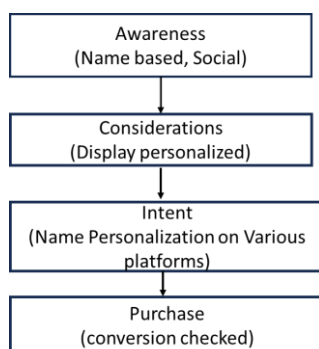 Awareness
(Name based, Social)
Considerations
(Display personalized)
Intent
(Name Personalization on Various
platforms)
Purchase
(conversion checked)